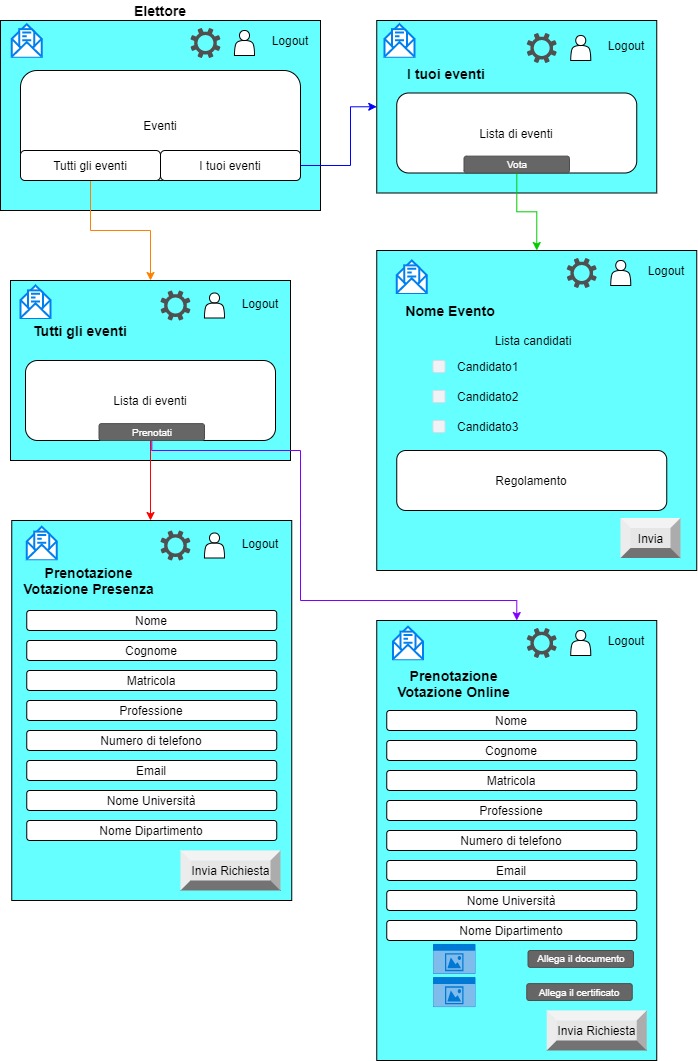 Elettore
Logout
Eventi
Tutti gli eventi
I tuoi eventi
Logout
I tuoi eventi
Lista di eventi
Vota
Logout
Tutti gli eventi
Lista di eventi
Prenotati
Logout
Nome Evento
Lista candidati
Candidato1
Candidato2
Candidato3
Regolamento
Invia
Logout
Prenotazione
Votazione Presenza
Nome
Cognome
Matricola
Professione
Numero di telefono
Email
Nome Università
Nome Dipartimento
Invia Richiesta
Logout
Prenotazione
Votazione Online
Nome
Cognome
Matricola
Professione
Numero di telefono
Email
Nome Università
Nome Dipartimento
Allega il documento
Allega il certificato
Invia Richiesta